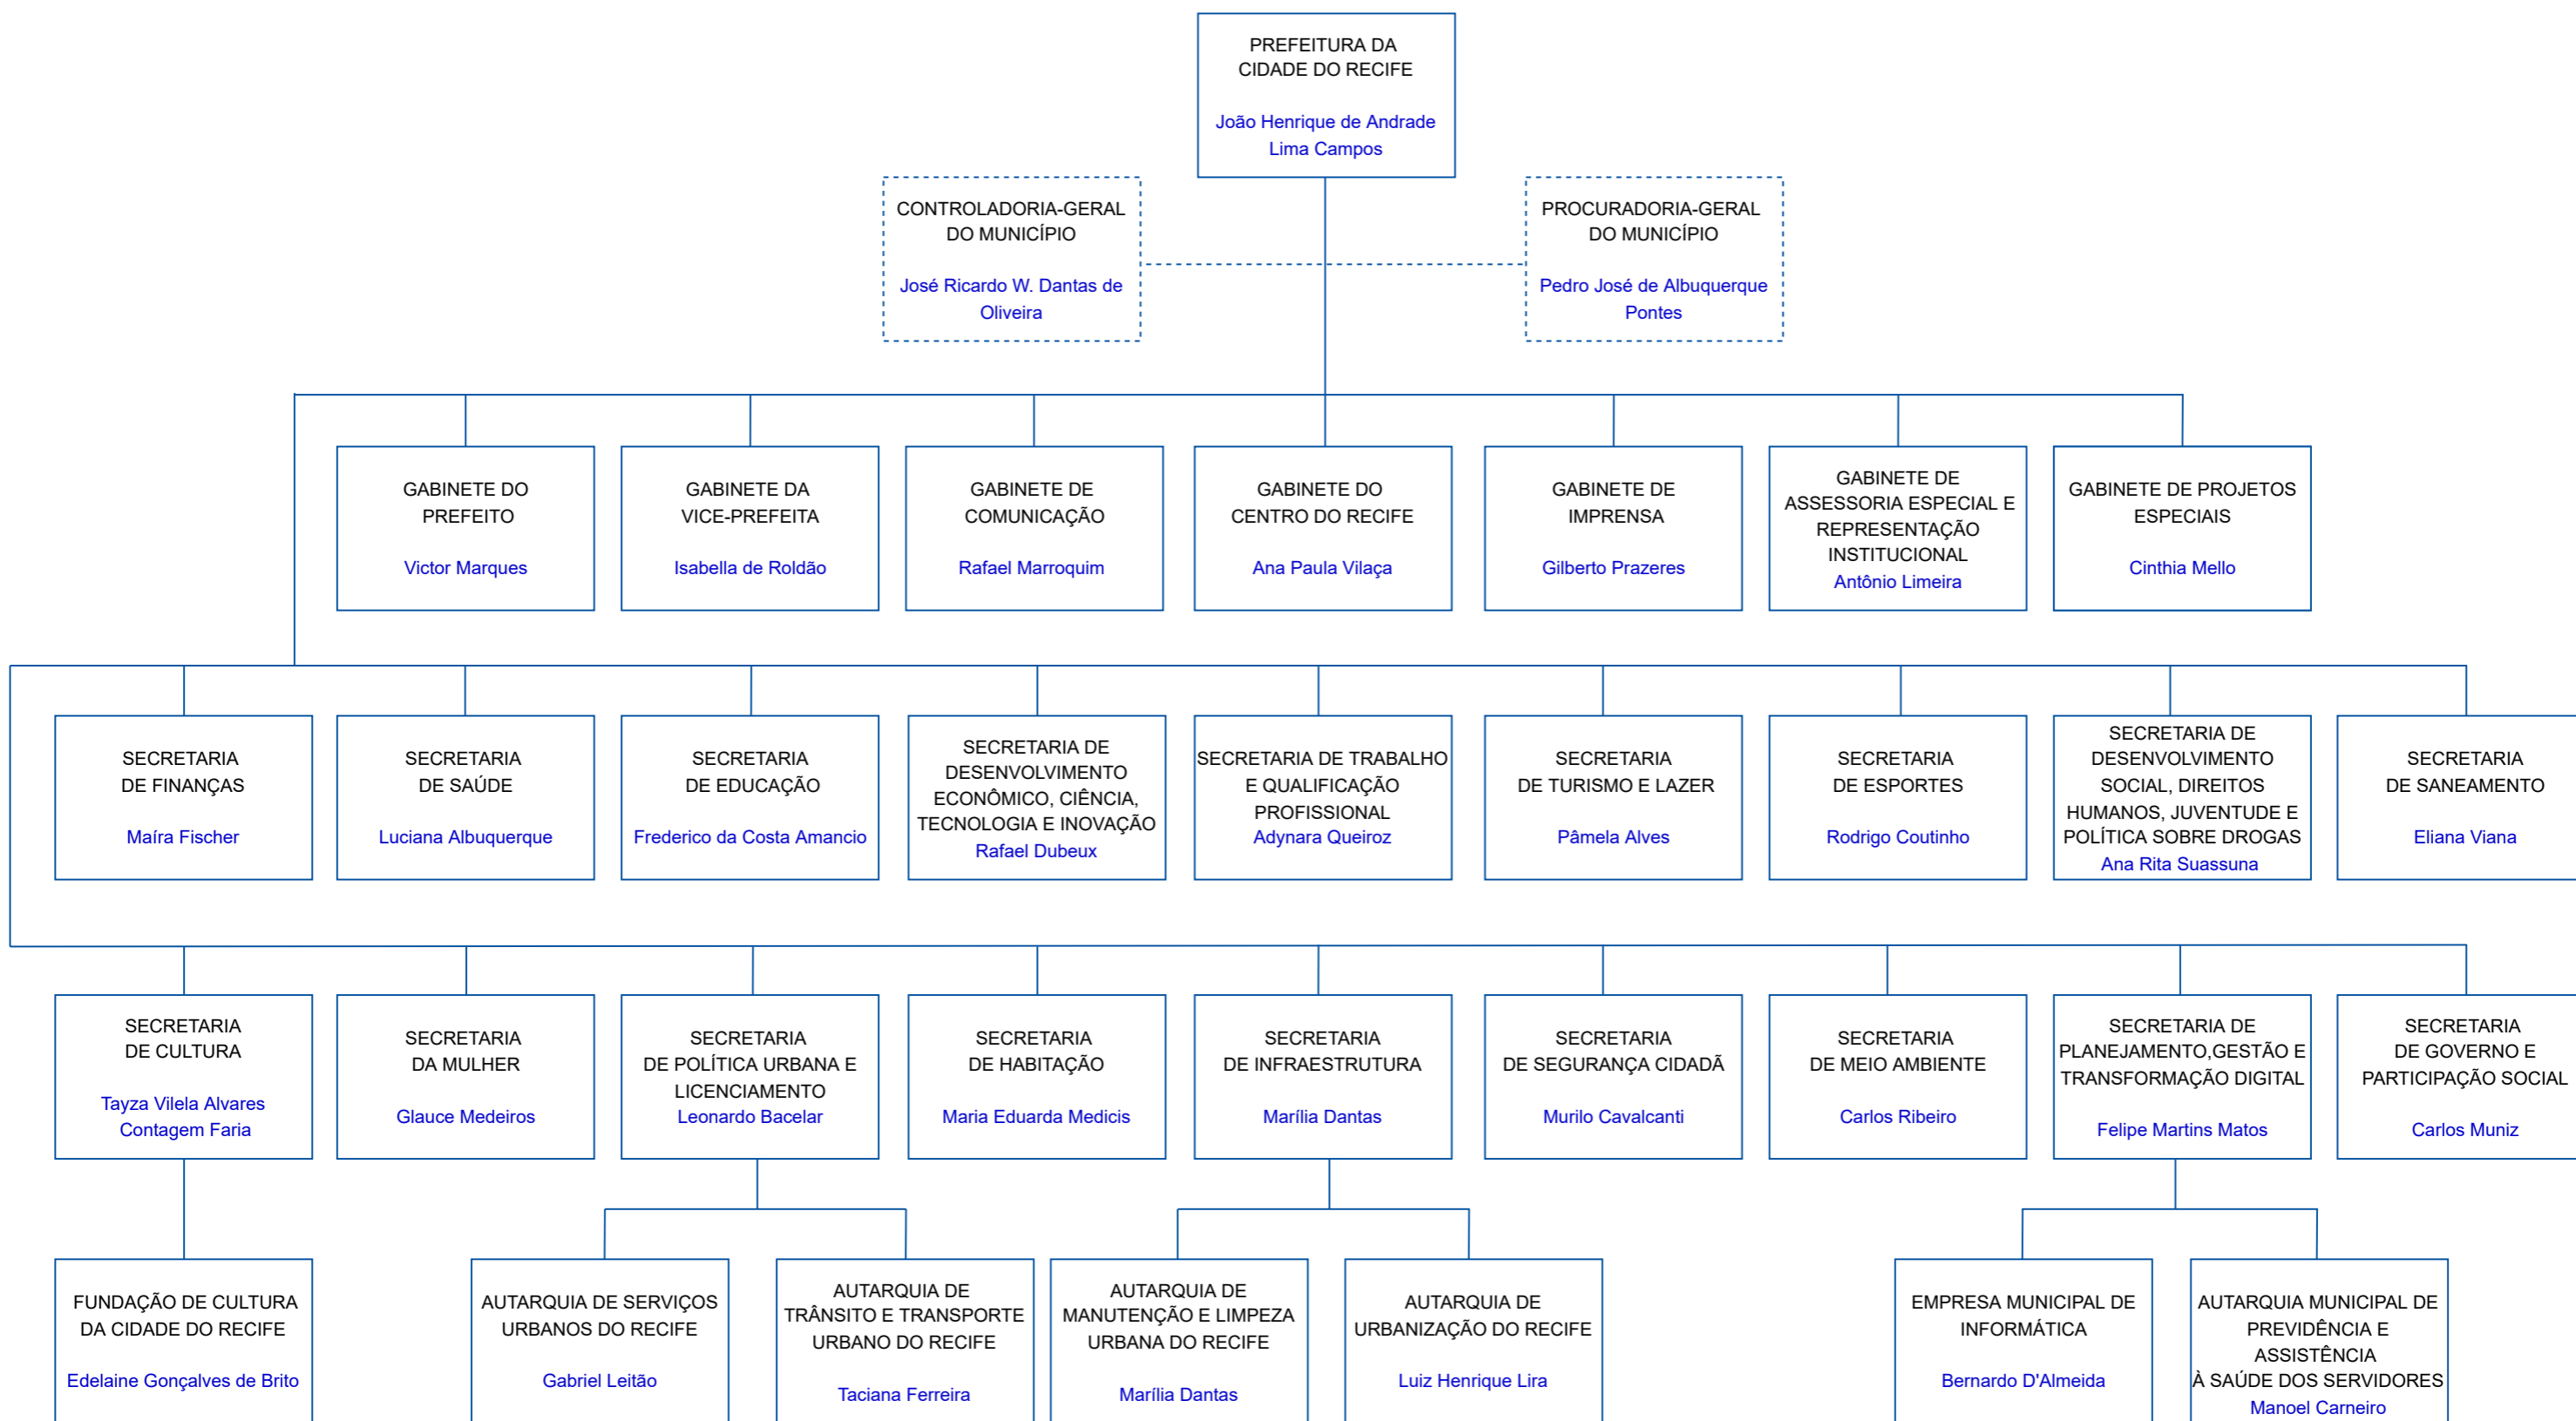 PREFEITURA DA
CIDADE DO RECIFE
João Henrique de Andrade
Lima Campos
CONTROLADORIA-GERAL
DO MUNICÍPIO
José Ricardo W. Dantas de
Oliveira
PROCURADORIA-GERAL
DO MUNICÍPIO
Pedro José de Albuquerque
Pontes
GABINETE DO
PREFEITO
Victor Marques
GABINETE DA
VICE-PREFEITA
Isabella de Roldão
GABINETE DE
COMUNICAÇÃO
Rafael Marroquim
GABINETE DO
CENTRO DO RECIFE
Ana Paula Vilaça
GABINETE DE
IMPRENSA
Gilberto Prazeres
GABINETE DE
ASSESSORIA ESPECIAL E
REPRESENTAÇÃO
INSTITUCIONAL
Antônio Limeira
GABINETE DE PROJETOS
ESPECIAIS
Cinthia Mello
SECRETARIA
DE FINANÇAS
Maíra Fischer
SECRETARIA
DE SAÚDE
Luciana Albuquerque
SECRETARIA
DE EDUCAÇÃO
Frederico da Costa Amancio
SECRETARIA DE
DESENVOLVIMENTO
ECONÔMICO, CIÊNCIA,
TECNOLOGIA E INOVAÇÃO
Rafael Dubeux
SECRETARIA DE TRABALHO
E QUALIFICAÇÃO
PROFISSIONAL
Adynara Queiroz
SECRETARIA
DE TURISMO E LAZER
Pâmela Alves
SECRETARIA
DE ESPORTES
Rodrigo Coutinho
SECRETARIA DE
DESENVOLVIMENTO
SOCIAL, DIREITOS
HUMANOS, JUVENTUDE E
POLÍTICA SOBRE DROGAS
Ana Rita Suassuna
SECRETARIA
DE SANEAMENTO
Eliana Viana
SECRETARIA
DE CULTURA
Tayza Vilela Alvares
Contagem Faria
SECRETARIA
DA MULHER
Glauce Medeiros
SECRETARIA
DE POLÍTICA URBANA E
LICENCIAMENTO
Leonardo Bacelar
SECRETARIA
DE HABITAÇÃO
Maria Eduarda Medicis
SECRETARIA
DE INFRAESTRUTURA
Marília Dantas
SECRETARIA
DE SEGURANÇA CIDADÃ
Murilo Cavalcanti
SECRETARIA
DE MEIO AMBIENTE
Carlos Ribeiro
SECRETARIA DE
PLANEJAMENTO,GESTÃO E
TRANSFORMAÇÃO DIGITAL
Felipe Martins Matos
SECRETARIA
DE GOVERNO E
PARTICIPAÇÃO SOCIAL
Carlos Muniz
FUNDAÇÃO DE CULTURA
DA CIDADE DO RECIFE
Edelaine Gonçalves de Brito
AUTARQUIA DE SERVIÇOS
URBANOS DO RECIFE
Gabriel Leitão
AUTARQUIA DE
TRÂNSITO E TRANSPORTE
URBANO DO RECIFE
Taciana Ferreira
AUTARQUIA DE
MANUTENÇÃO E LIMPEZA
URBANA DO RECIFE
Marília Dantas
AUTARQUIA DE
URBANIZAÇÃO DO RECIFE
Luiz Henrique Lira
EMPRESA MUNICIPAL DE
INFORMÁTICA
Bernardo D'Almeida
AUTARQUIA MUNICIPAL DE
PREVIDÊNCIA E
ASSISTÊNCIA
À SAÚDE DOS SERVIDORES
Manoel Carneiro